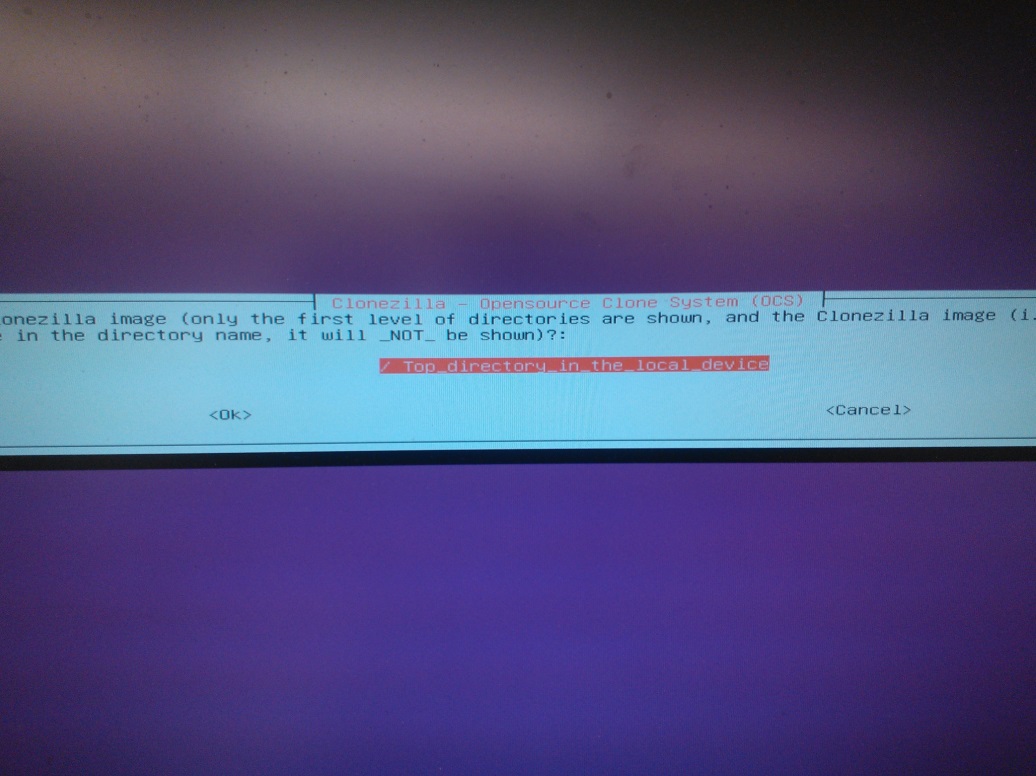 Clonezilla - Opensource Clone System (OCS)
onezilla image (only the first level of directories are shown, and the Clonezilla image (i.
e in the directory name, it will _NOT_ be shown)?:
/ Top_directory_in_the_local_device
<Ok> <Cancel>